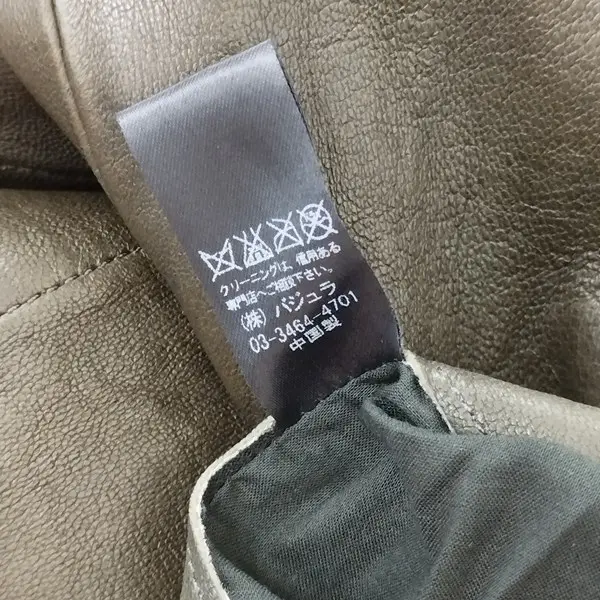 クリーニングは、信用ある
専門店へご相談下さい。
(株) バジュラ
03-3464-4701
中国製